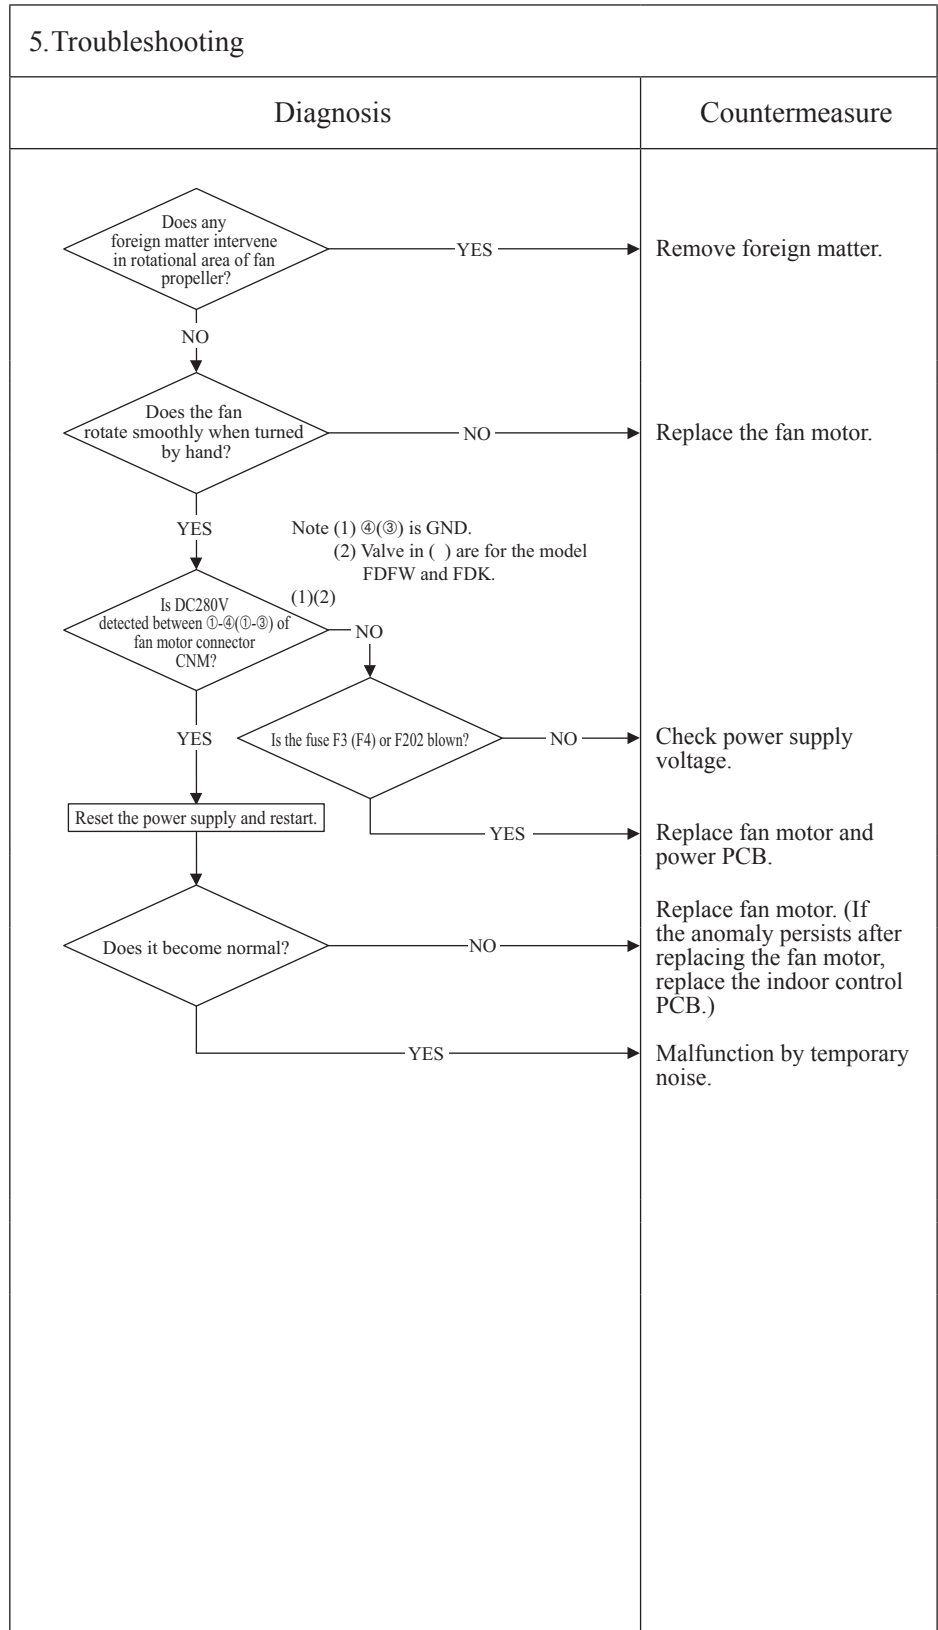 5.Troubleshooting
Diagnosis
Countermeasure
Does any
foreign matter intervene
in rotational area of fan
propeller?
YES
Remove foreign matter.
NO
Does the fan
rotate smoothly when turned
by hand?
NO
Replace the fan motor.
YES
Note (1) ④(③) is GND.
(2) Valve in ( ) are for the model
FDFW and FDK.
(1)(2)
Is DC280V
detected between ①-④(①-③) of
fan motor connector
CNM?
NO
YES
Is the fuse F3 (F4) or F202 blown?
NO
Check power supply
voltage.
Reset the power supply and restart.
YES
Replace fan motor and
power PCB.
Does it become normal?
NO
Replace fan motor. (If
the anomaly persists after
replacing the fan motor,
replace the indoor control
PCB.)
YES
Malfunction by temporary
noise.